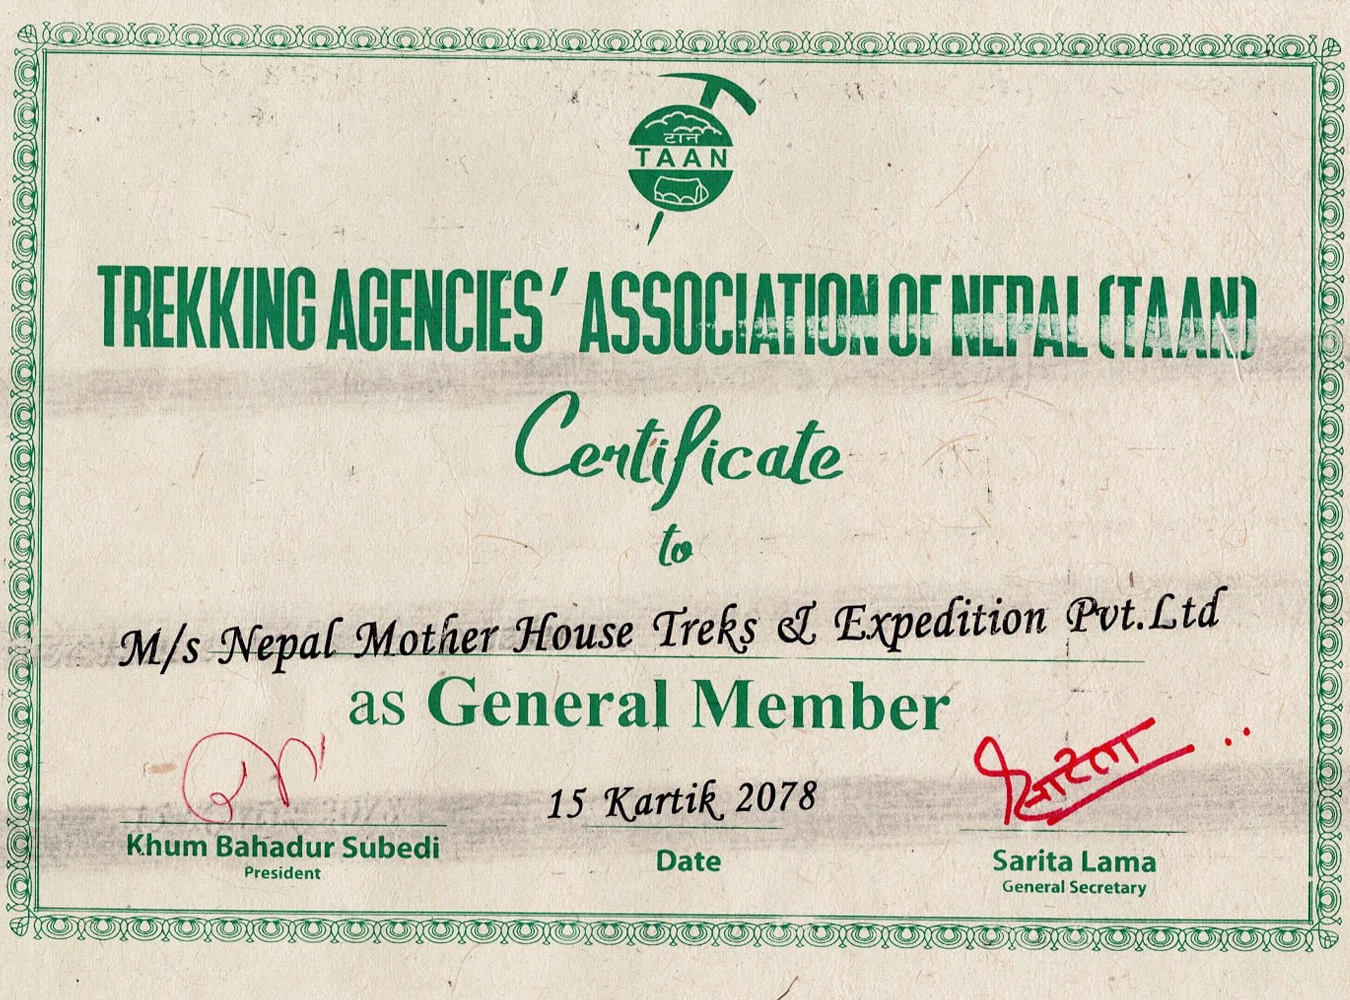 टान
TAAN
TREKKING AGENCIES' ASSOCIATION OF NEPAL (TAAN)
Certificate
to
M/s Nepal Mother House Treks & Expedition Pvt.Ltd
as General Member
15 Kartik 2078
Khum Bahadur Subedi
President
Date
सरिता
Sarita Lama
General Secretary